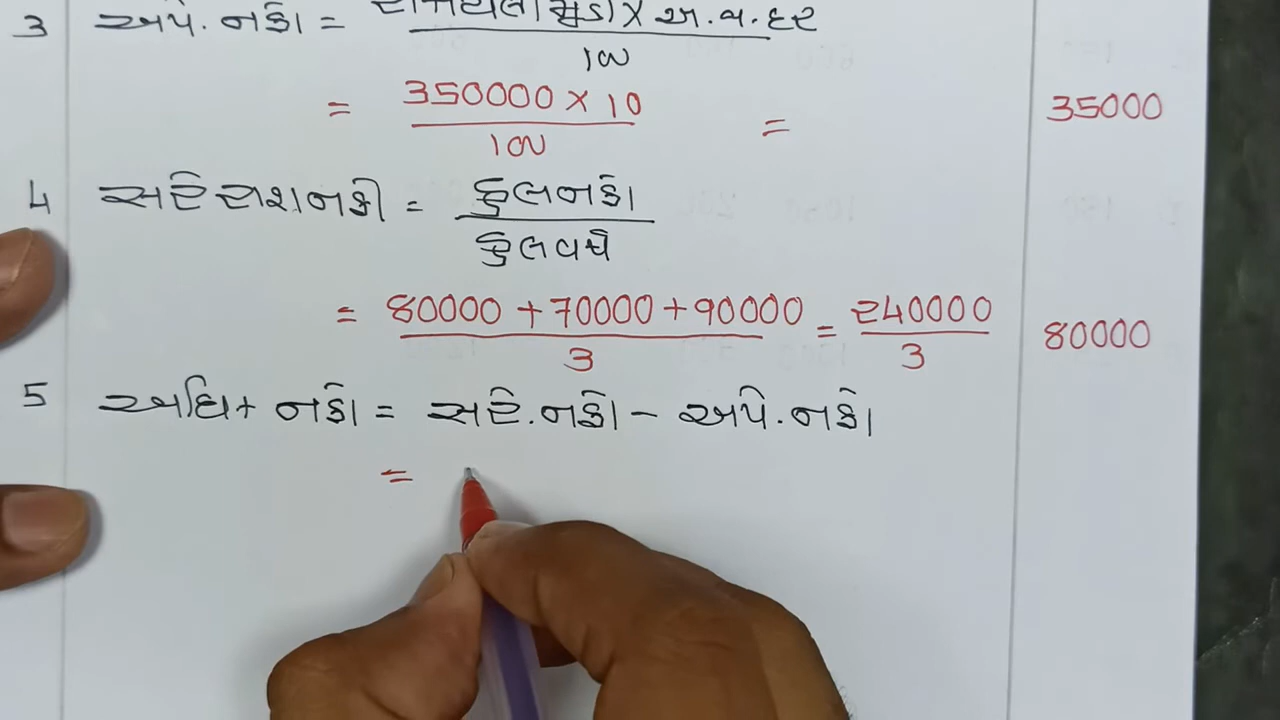 3 અપે. નફો = રોકાયેલી મુડી X અ. વ. દર
100
= 350000 x 10 = 35000
100
4 સરેરાશ નફો = કુલ નફો
કુલ વર્ષ
= 80000 + 70000 + 90000 = 240000 80000
3 3
5 અધિ + નફો = સરે. નફો - અપે. નફો
=